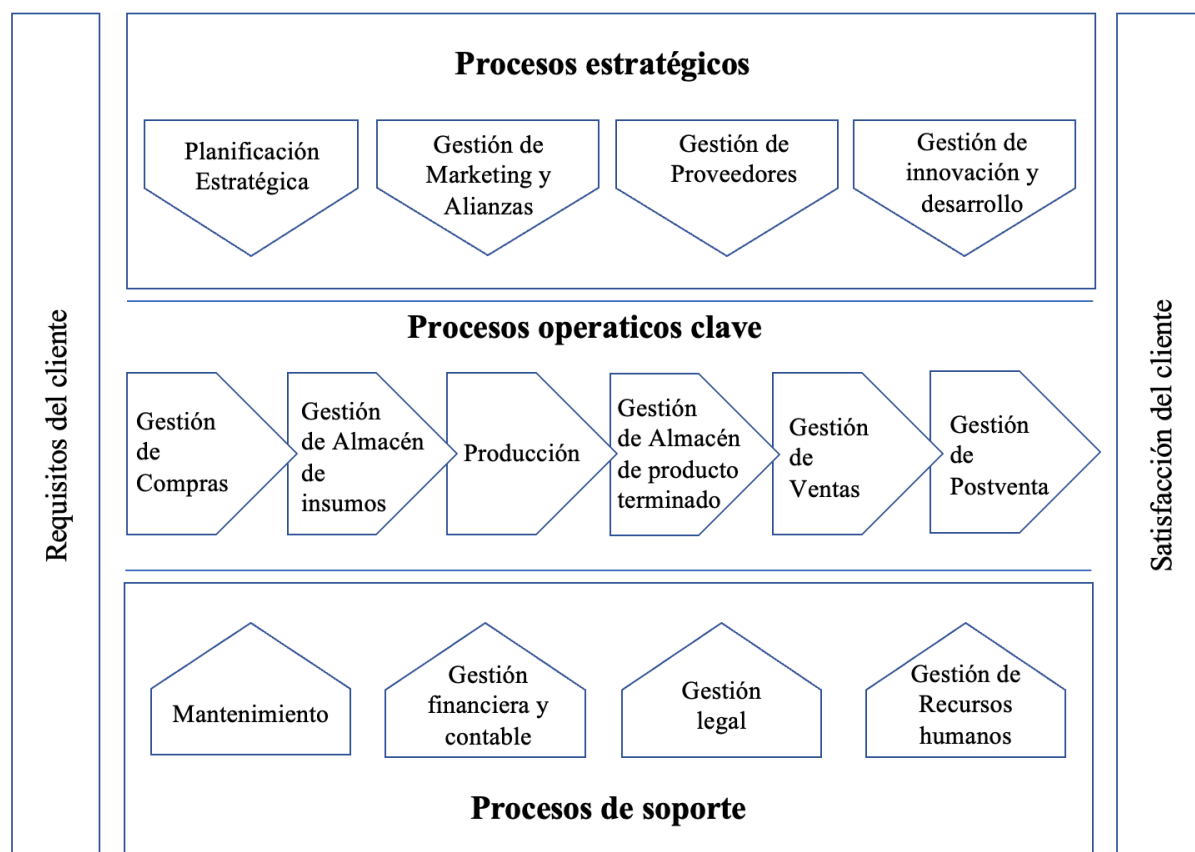 Requisitos del cliente
Procesos estratégicos
Planificación
Estratégica
Gestión de
Marketing y
Alianzas
Gestión de
Proveedores
Gestión de
innovación y
desarrollo
Procesos operaticos clave
Gestión
de
Compras
Gestión
de Almacén
de
insumos
Producción
Gestión
de Almacén
de producto
terminado
Gestión
de
Ventas
Gestión
de
Postventa
Mantenimiento
Gestión
financiera y
contable
Gestión
legal
Gestión de
Recursos
humanos
Procesos de soporte
Satisfacción del cliente